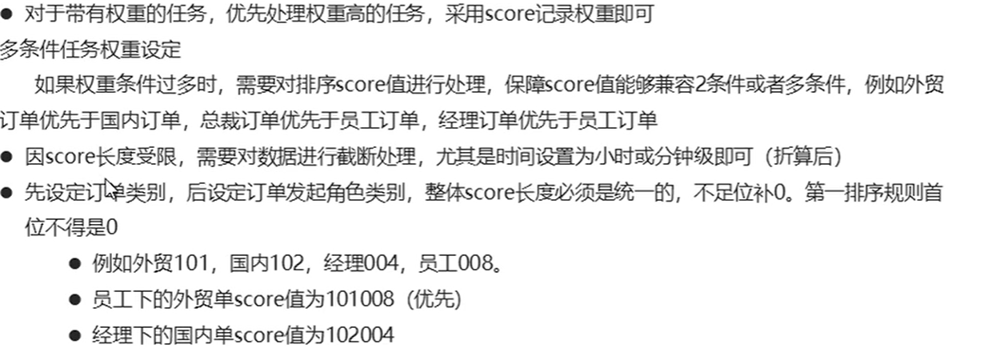 ● 对于带有权重的任务，优先处理权重高的任务，采用score记录权重即可
多条件任务权重设定
如果权重条件过多时，需要对排序score值进行处理，保障score值能够兼容2条件或者多条件，例如外贸
订单优先于国内订单，总裁订单优先于员工订单，经理订单优先于员工订单
● 因score长度受限，需要对数据进行截断处理，尤其是时间设置为小时或分钟级即可（折算后）
● 先设定订单类别，后设定订单发起角色类别，整体score长度必须是统一的，不足位补0。第一排序规则首
位不得是0
● 例如外贸101，国内102，经理004，员工008。
● 员工下的外贸单score值为101008（优先)
● 经理下的国内单score值为102004